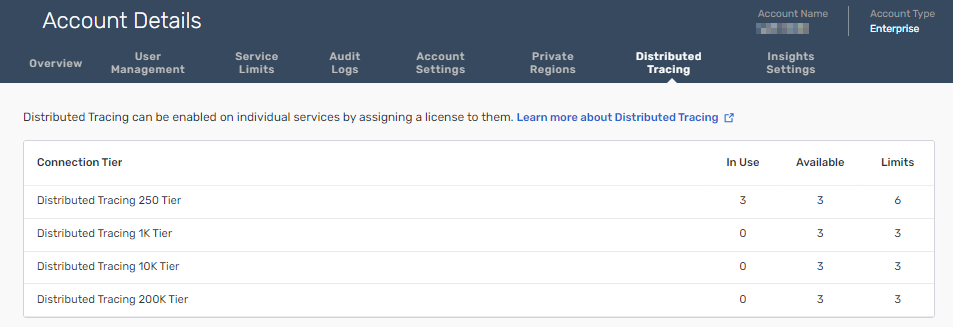 Account Details
Account Name
Account Type
Enterprise
Overview
User Management
Service Limits
Audit Logs
Account Settings
Private Regions
Distributed Tracing
Insights Settings
Distributed Tracing can be enabled on individual services by assigning a license to them. Learn more about Distributed Tracing
Connection Tier In Use Available Limits
Distributed Tracing 250 Tier 3 3 6
Distributed Tracing 1K Tier 0 3 3
Distributed Tracing 10K Tier 0 3 3
Distributed Tracing 200K Tier 0 3 3